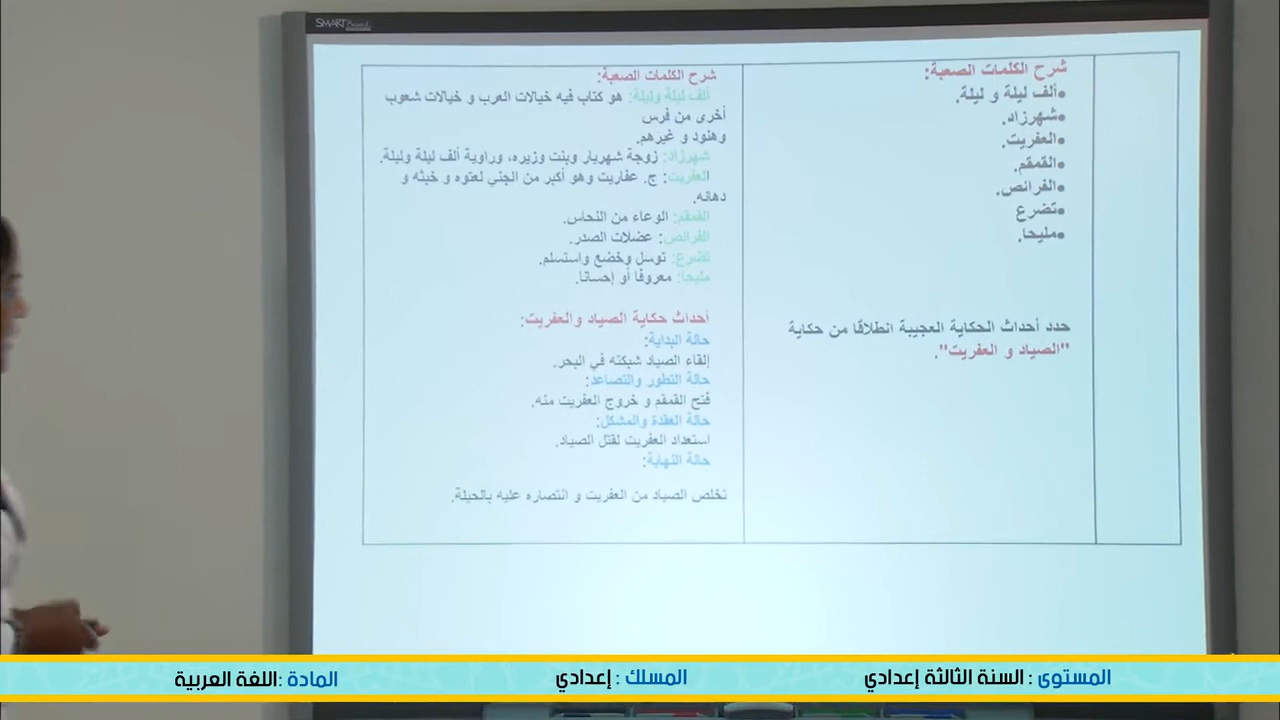 SMART Board
شرح الكلمات الصعبة:
•ألف ليلة و ليلة.
•شهرزاد.
•العفريت.
•القمقم.
•الفرائص.
•تضرع
•مليحا.
حدد أحداث الحكاية العجيبة انطلاقا من حكاية
"الصياد و العفريت".
شرح الكلمات الصعبة:
ألف ليلة وليلة: هو كتاب فيه خيالات العرب و خيالات شعوب
أخرى من فرس
وهنود و غيرهم.
شهرزاد: زوجة شهريار وبنت وزيره، وراوية ألف ليلة وليلة.
العفريت: ج. عفاريت وهو أكبر من الجني لعتوه و خبثه و
دهائه.
القمقم: الوعاء من النحاس.
الفرائص: عضلات الصدر.
تضرع: توسل وخضع واستسلم.
مليحا: معروفا أو إحسانا.
أحداث حكاية الصياد والعفريت:
حالة البداية:
إلقاء الصياد شبكته في البحر.
حالة التطور والتصاعد:
فتح القمقم و خروج العفريت منه.
حالة العقدة والمشكل:
استعداد العفريت لقتل الصياد.
حالة النهاية:
تخلص الصياد من العفريت و انتصاره عليه بالحيلة.
المستوى : السنة الثالثة إعدادي
المسلك : إعدادي
المادة :اللغة العربية